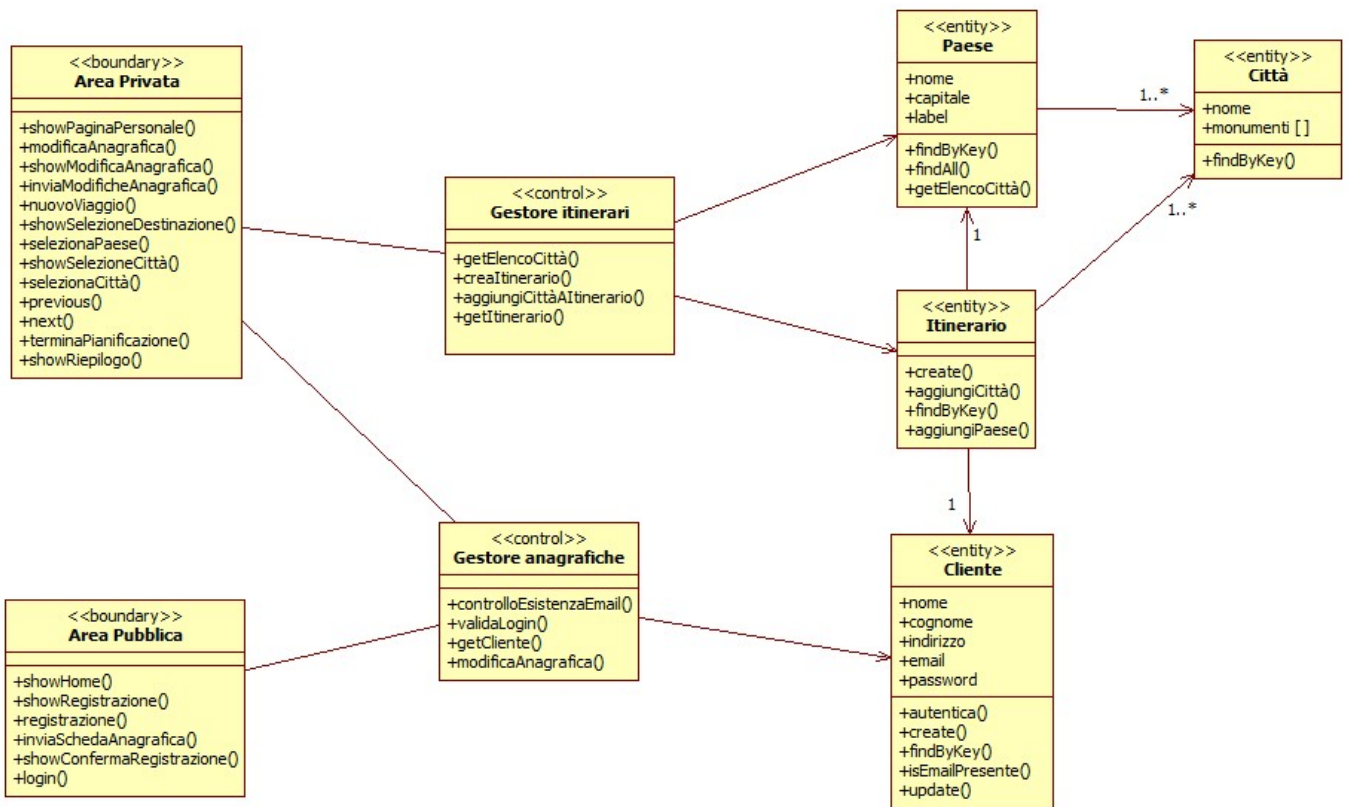 <<boundary>>
Area Privata
+showPaginaPersonale()
+modificaAnagrafica()
+showModificaAnagrafica()
+inviaModificheAnagrafica()
+nuovoViaggio()
+showSelezioneDestinazione()
+selezionaPaese()
+showSelezioneCittà()
+selezionaCittà()
+previous()
+next()
+terminaPianificazione()
+showRiepilogo()
<<control>>
Gestore itinerari
+getElencoCittà()
+creaItinerario()
+aggiungiCittàAItinerario()
+getItinerario()
<<entity>>
Paese
+nome
+capitale
+label
+findByKey()
+findAll()
+getElencoCittà()
1..*
<<entity>>
Città
+nome
+monumenti []
+findByKey()
1..*
1
<<entity>>
Itinerario
+create()
+aggiungiCittà()
+findByKey()
+aggiungiPaese()
1
<<boundary>>
Area Pubblica
+showHome()
+showRegistrazione()
+registrazione()
+inviaSchedaAnagrafica()
+showConfermaRegistrazione()
+login()
<<control>>
Gestore anagrafiche
+controlloEsistenzaEmail()
+validaLogin()
+getCliente()
+modificaAnagrafica()
<<entity>>
Cliente
+nome
+cognome
+indirizzo
+email
+password
+autentica()
+create()
+findByKey()
+isEmailPresente()
+update()